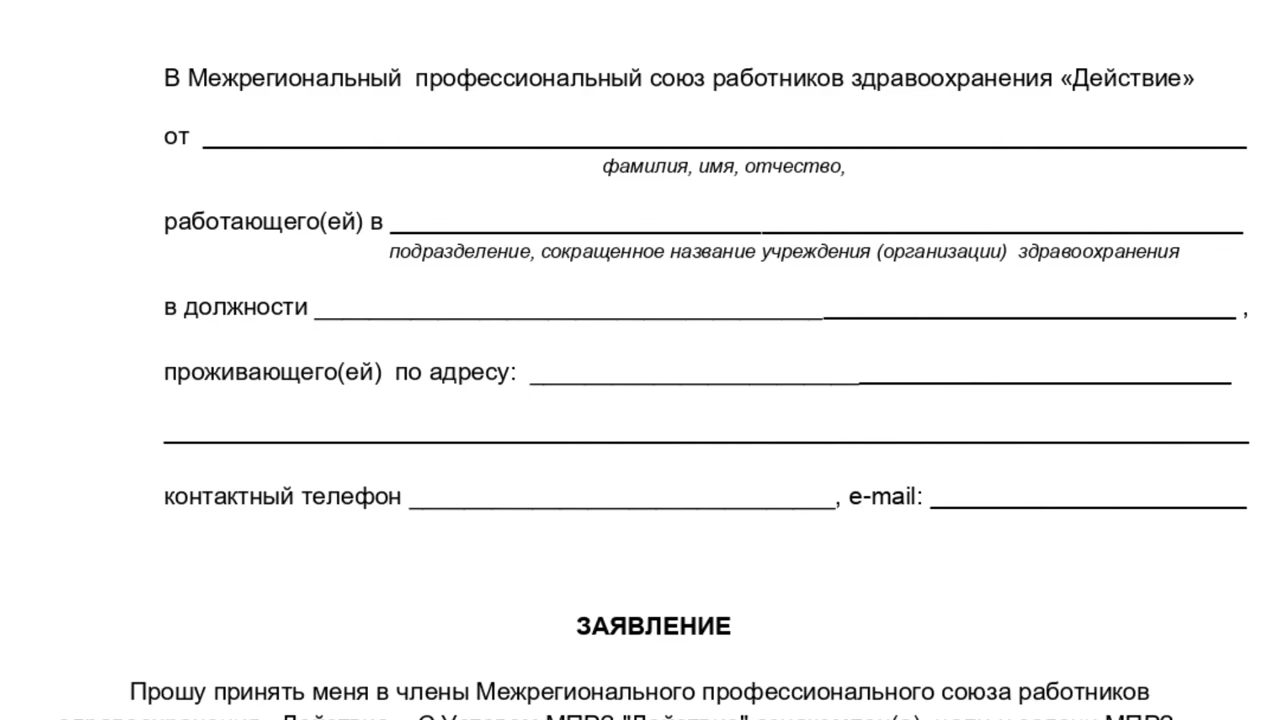 В Межрегиональный профессиональный союз работников здравоохранения «Действие»
от
фамилия, имя, отчество,
работающего(ей) в
подразделение, сокращенное название учреждения (организации) здравоохранения
в должности ,
проживающего(ей) по адресу:
контактный телефон , e-mail:
ЗАЯВЛЕНИЕ
Прошу принять меня в члены Межрегионального профессионального союза работников